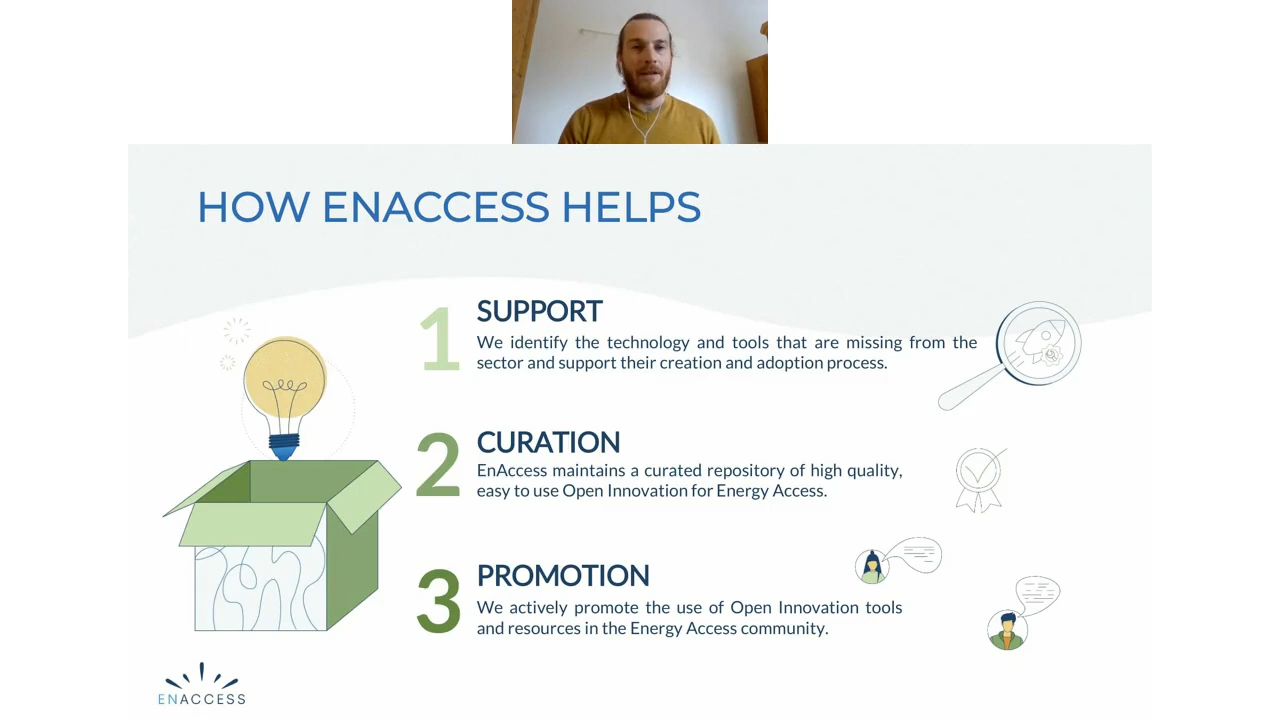 HOW ENACCESS HELPS
1
SUPPORT
We identify the technology and tools that are missing from the
sector and support their creation and adoption process.
2
CURATION
EnAccess maintains a curated repository of high quality,
easy to use Open Innovation for Energy Access.
3
PROMOTION
We actively promote the use of Open Innovation tools
and resources in the Energy Access community.
ENACCESS